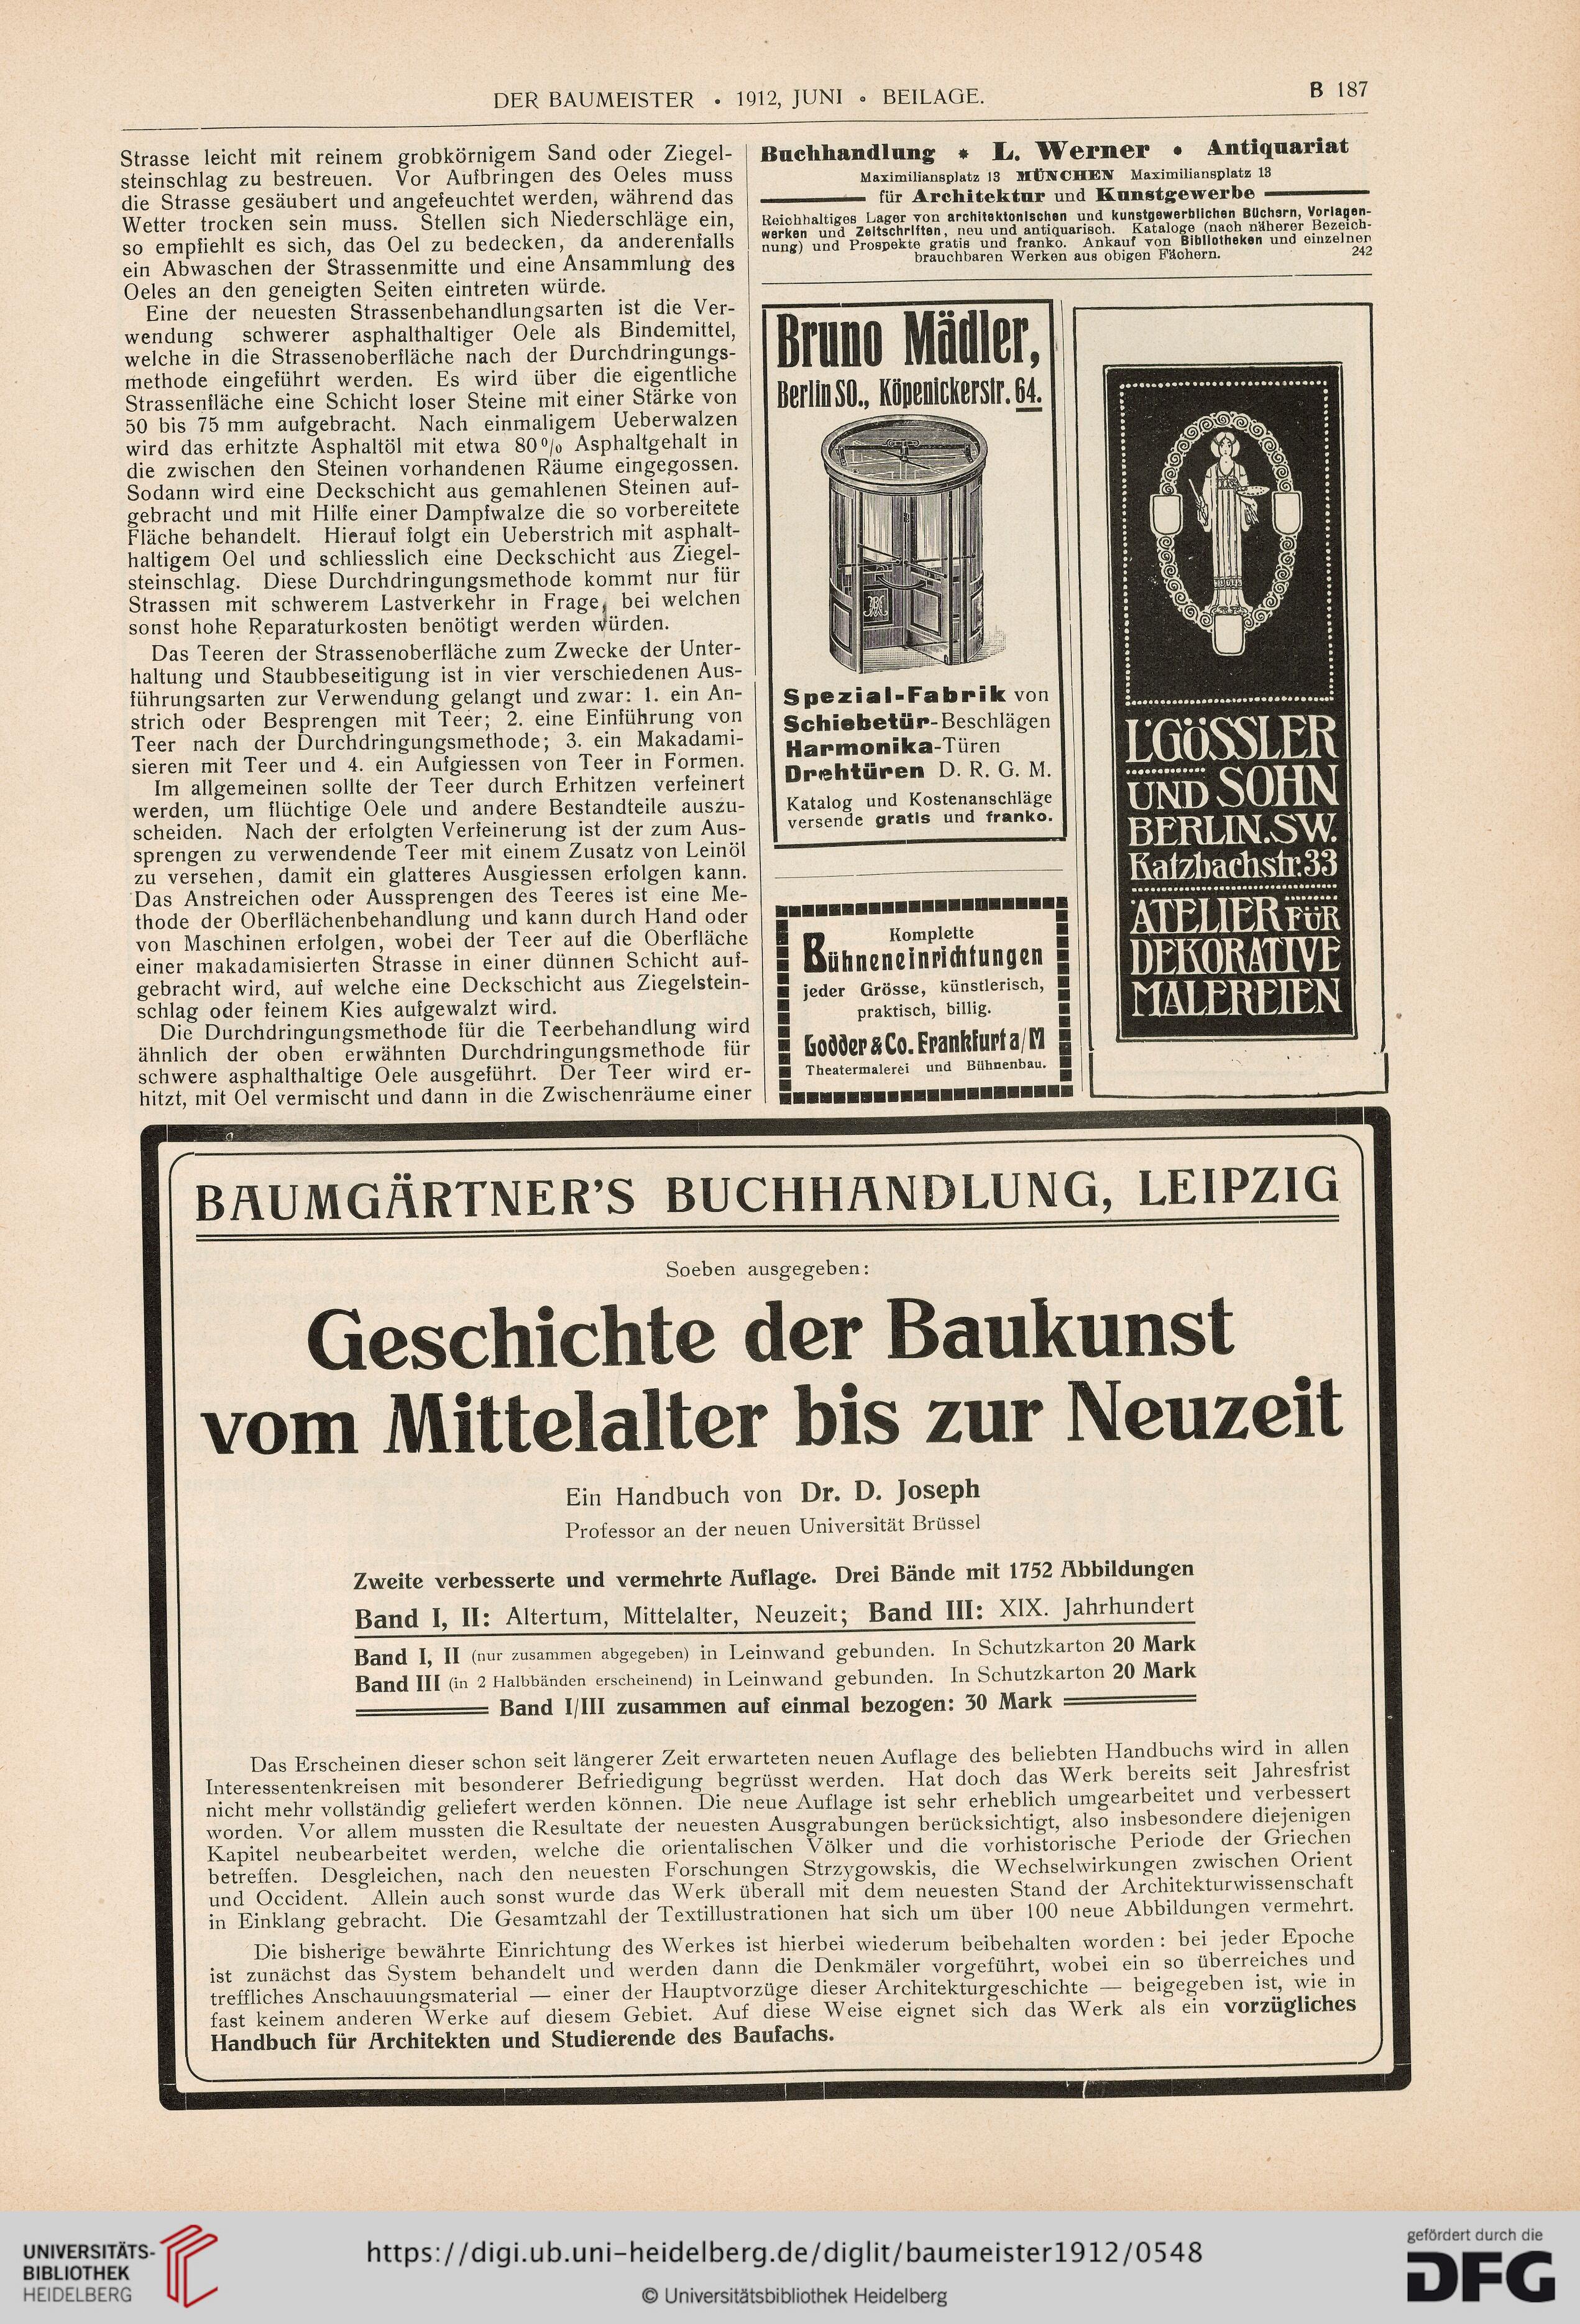 DER BAUMEISTER • 1912, JUNI • BEILAGE.
B 187
Strasse leicht mit reinem grobkörnigem Sand oder Ziegel-
steinschlag zu bestreuen. Vor Aufbringen des Oeles muss
die Strasse gesäubert und angefeuchtet werden, während das
Wetter trocken sein muss. Stellen sich Niederschläge ein,
so empfiehlt es sich, das Oel zu bedecken, da anderenfalls
ein Abwaschen der Strassenmitte und eine Ansammlung des
Oeles an den geneigten Seiten eintreten würde.
Eine der neuesten Strassenbehandlungsarten ist die Ver-
wendung schwerer asphalthaltiger Oele als Bindemittel,
welche in die Strassenoberfläche nach der Durchdringungs-
methode eingeführt werden. Es wird über die eigentliche
Strassenfläche eine Schicht loser Steine mit einer Stärke von
50 bis 75 mm aufgebracht. Nach einmaligem Ueberwalzen
wird das erhitzte Asphaltöl mit etwa 80% Asphaltgehalt in
die zwischen den Steinen vorhandenen Räume eingegossen.
Sodann wird eine Deckschicht aus gemahlenen Steinen auf-
gebracht und mit Hilfe einer Dampfwalze die so vorbereitete
Fläche behandelt. Hierauf folgt ein Ueberstrich mit asphalt-
haltigem Oel und schliesslich eine Deckschicht aus Ziegel-
steinschlag. Diese Durchdringungsmethode kommt nur für
Strassen mit schwerem Lastverkehr in Frage, bei welchen
sonst hohe Reparaturkosten benötigt werden würden.
Das Teeren der Strassenoberfläche zum Zwecke der Unter-
haltung und Staubbeseitigung ist in vier verschiedenen Aus-
führungsarten zur Verwendung gelangt und zwar: 1. ein An-
strich oder Besprengen mit Teer; 2. eine Einführung von
Teer nach der Durchdringungsmethode; 3. ein Makadami-
sieren mit Teer und 4. ein Aufgiessen von Teer in Formen.
Im allgemeinen sollte der Teer durch Erhitzen verfeinert
werden, um flüchtige Oele und andere Bestandteile auszu-
scheiden. Nach der erfolgten Verfeinerung ist der zum Aus-
sprengen zu verwendende Teer mit einem Zusatz von Leinöl
zu versehen, damit ein glatteres Ausgiessen erfolgen kann.
Das Anstreichen oder Aussprengen des Teeres ist eine Me-
thode der Oberflächenbehandlung und kann durch Hand oder
von Maschinen erfolgen, wobei der Teer auf die Oberfläche
einer makadamisierten Strasse in einer dünnen Schicht auf-
gebracht wird, auf welche eine Deckschicht aus Ziegelstein-
schlag oder feinem Kies aufgewalzt wird.
Die Durchdringungsmethode für die Teerbehandlung wird
ähnlich der oben erwähnten Durchdringungsmethode für
schwere asphalthaltige Oele ausgeführt. Der Teer wird er-
hitzt, mit Oel vermischt und dann in die Zwischenräume einer
Buchhandlung • L. Werner • Antiquariat
Maximiliansplatz 13 MÜNCHEN Maximiliansplatz 13
für Architektur und Kunstgewerbe
Reichhaltiges Lager von architektonischen und kunstgewerblichen Büchern, Vorlagen-
werken und Zeitschriften, neu und antiquarisch. Kataloge (nach näherer Bezeich-
nung) und Prospekte gratis und franko. Ankauf von Bibliotheken und einzelnen
brauchbaren Werken aus obigen Fächern. 242
Bruno Mädler,
Berlin SO., Köpenickerstr. 64.
Spezial-Fabrik von
Schiebetür-Beschlägen
Harmonika-Türen
Drehtüren D. R. G. M.
Katalog und Kostenanschläge
versende gratis und franko.
Komplette
Bühneneinrichtungen
jeder Grösse, künstlerisch,
praktisch, billig.
Godder & Co. Frankfurt a/M
Theatermalerei und Bühnenbau.
L. GÖSSLER
UND SOHN
BERLIN. SW.
Katzbachstr. 33
ATELIER FÜR
DEKORATIVE
MALEREIEN
BAUMGÄRTNER'S BUCHHANDLUNG, LEIPZIG
Soeben ausgegeben:
Geschichte der Baukunst
vom Mittelalter bis zur Neuzeit
Ein Handbuch von Dr. D. Joseph
Professor an der neuen Universität Brüssel
Zweite verbesserte und vermehrte Auflage. Drei Bände mit 1752 Abbildungen
Band I, II: Altertum, Mittelalter, Neuzeit; Band III: XIX. Jahrhundert
Band I, II (nur zusammen abgegeben) in Leinwand gebunden. In Schutzkarton 20 Mark
Band III (in 2 Halbbänden erscheinend) in Leinwand gebunden. In Schutzkarton 20 Mark
Band I/III zusammen auf einmal bezogen: 30 Mark
Das Erscheinen dieser schon seit längerer Zeit erwarteten neuen Auflage des beliebten Handbuchs wird in allen
Interessentenkreisen mit besonderer Befriedigung begrüsst werden. Hat doch das Werk bereits seit Jahresfrist
nicht mehr vollständig geliefert werden können. Die neue Auflage ist sehr erheblich umgearbeitet und verbessert
worden. Vor allem mussten die Resultate der neuesten Ausgrabungen berücksichtigt, also insbesondere diejenigen
Kapitel neubearbeitet werden, welche die orientalischen Völker und die vorhistorische Periode der Griechen
betreffen. Desgleichen, nach den neuesten Forschungen Strzygowskis, die Wechselwirkungen zwischen Orient
und Occident. Allein auch sonst wurde das Werk überall mit dem neuesten Stand der Architekturwissenschaft
in Einklang gebracht. Die Gesamtzahl der Textillustrationen hat sich um über 100 neue Abbildungen vermehrt.
Die bisherige bewährte Einrichtung des Werkes ist hierbei wiederum beibehalten worden: bei jeder Epoche
ist zunächst das System behandelt und werden dann die Denkmäler vorgeführt, wobei ein so überreiches und
treffliches Anschauungsmaterial — einer der Hauptvorzüge dieser Architekturgeschichte — beigegeben ist, wie in
fast keinem anderen Werke auf diesem Gebiet. Auf diese Weise eignet sich das Werk als ein vorzügliches
Handbuch für Architekten und Studierende des Baufachs.
UNIVERSITÄTS-
BIBLIOTHEK
HEIDELBERG
https://digi.ub.uni-heidelberg.de/diglit/baumeister1912/0548
© Universitätsbibliothek Heidelberg
gefördert durch die
DFG